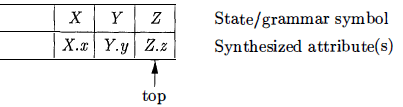 X Y Z State/grammar symbol
X.x Y.y Z.z Synthesized attribute(s)
top